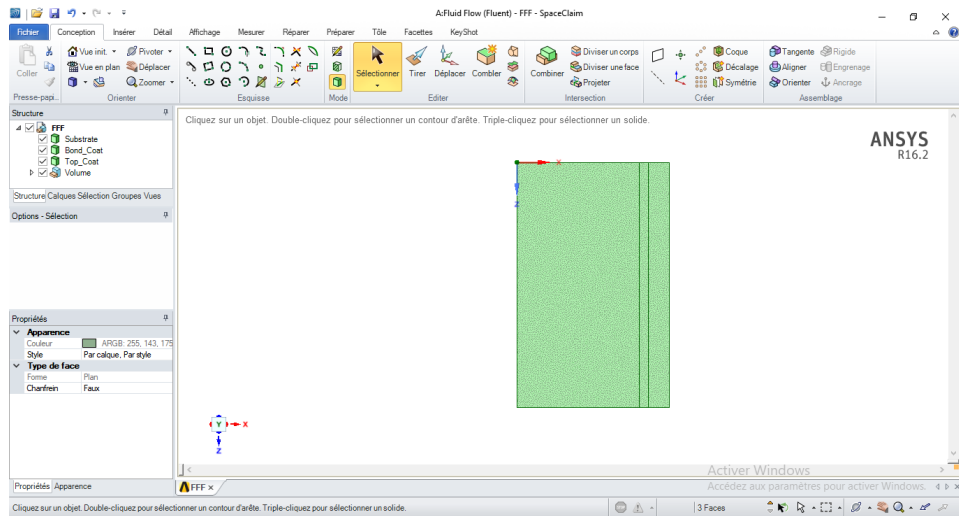 A:Fluid Flow (Fluent) - FFF - SpaceClaim
Fichier Conception Insérer Détail Affichage Mesurer Réparer Préparer Tôle Facettes KeyShot
Coller
Presse-papi...
Vue init. Pivoter
Vue en plan Déplacer
Zoomer
Orienter
Esquisse
Mode
Sélectionner Tirer Déplacer Combler
Editer
Combiner
Diviser un corps
Diviser une face
Projeter
Intersection
Coque
Décalage
Symétrie
Créer
Tangente Rigide
Aligner Engrenage
Orienter Ancrage
Assemblage
Structure
FFF
Substrate
Bond_Coat
Top_Coat
Volume
Structure Calques Sélection Groupes Vues
Options - Sélection
Propriétés
Apparence
Couleur ARGB: 255, 143, 175
Style Par calque, Par style
Type de face
Forme Plan
Chanfrein Faux
Propriétés Apparence
Cliquez sur un objet. Double-cliquez pour sélectionner un contour d'arête. Triple-cliquez pour sélectionner un solide.
ANSYS
R16.2
X
Z
Y X
Z
Activer Windows
Accédez aux paramètres pour activer Windows.
FFF
Cliquez sur un objet. Double-cliquez pour sélectionner un contour d'arête. Triple-cliquez pour sélectionner un solide.
3 Faces